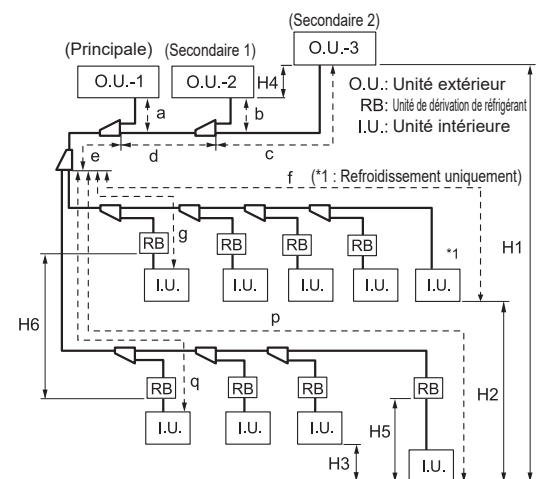 (Secondaire 2)
(Principale) (Secondaire 1)
O.U.-3
O.U.-1 O.U.-2 H4
O.U.: Unité extérieur
RB: Unité de dérivation de réfrigérant
I.U.: Unité intérieure
a b
e d c
f (*1 : Refroidissement uniquement)
H1
g
RB RB RB RB
*1
I.U. I.U. I.U. I.U. I.U.
H6
p
H2
q
RB RB RB RB
I.U. I.U. I.U.
H5
H3
I.U.